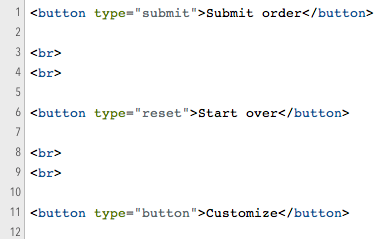 1 <button type="submit">Submit order</button>
2
3 <br>
4 <br>
5
6 <button type="reset">Start over</button>
7
8 <br>
9 <br>
10
11 <button type="button">Customize</button>
12